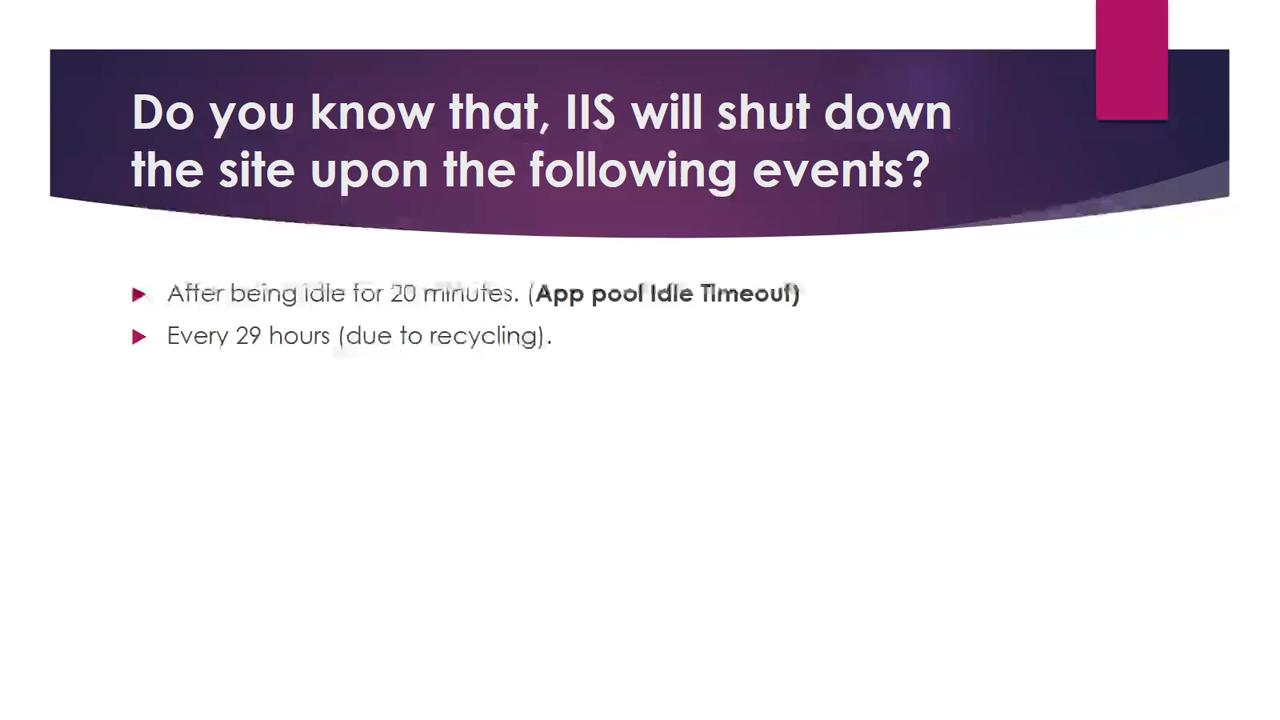 Do you know that, IIS will shut down
the site upon the following events?
After being idle for 20 minutes. (App pool Idle Timeout)
Every 29 hours (due to recycling).